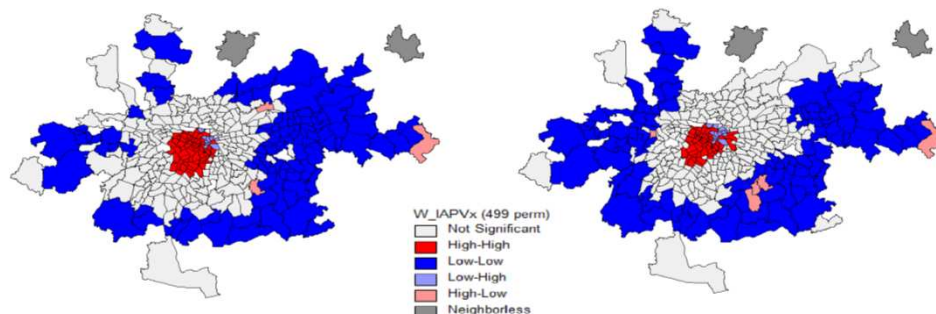 W_IAPVx (499 perm)
Not Significant
High-High
Low-Low
Low-High
High-Low
Neighborless